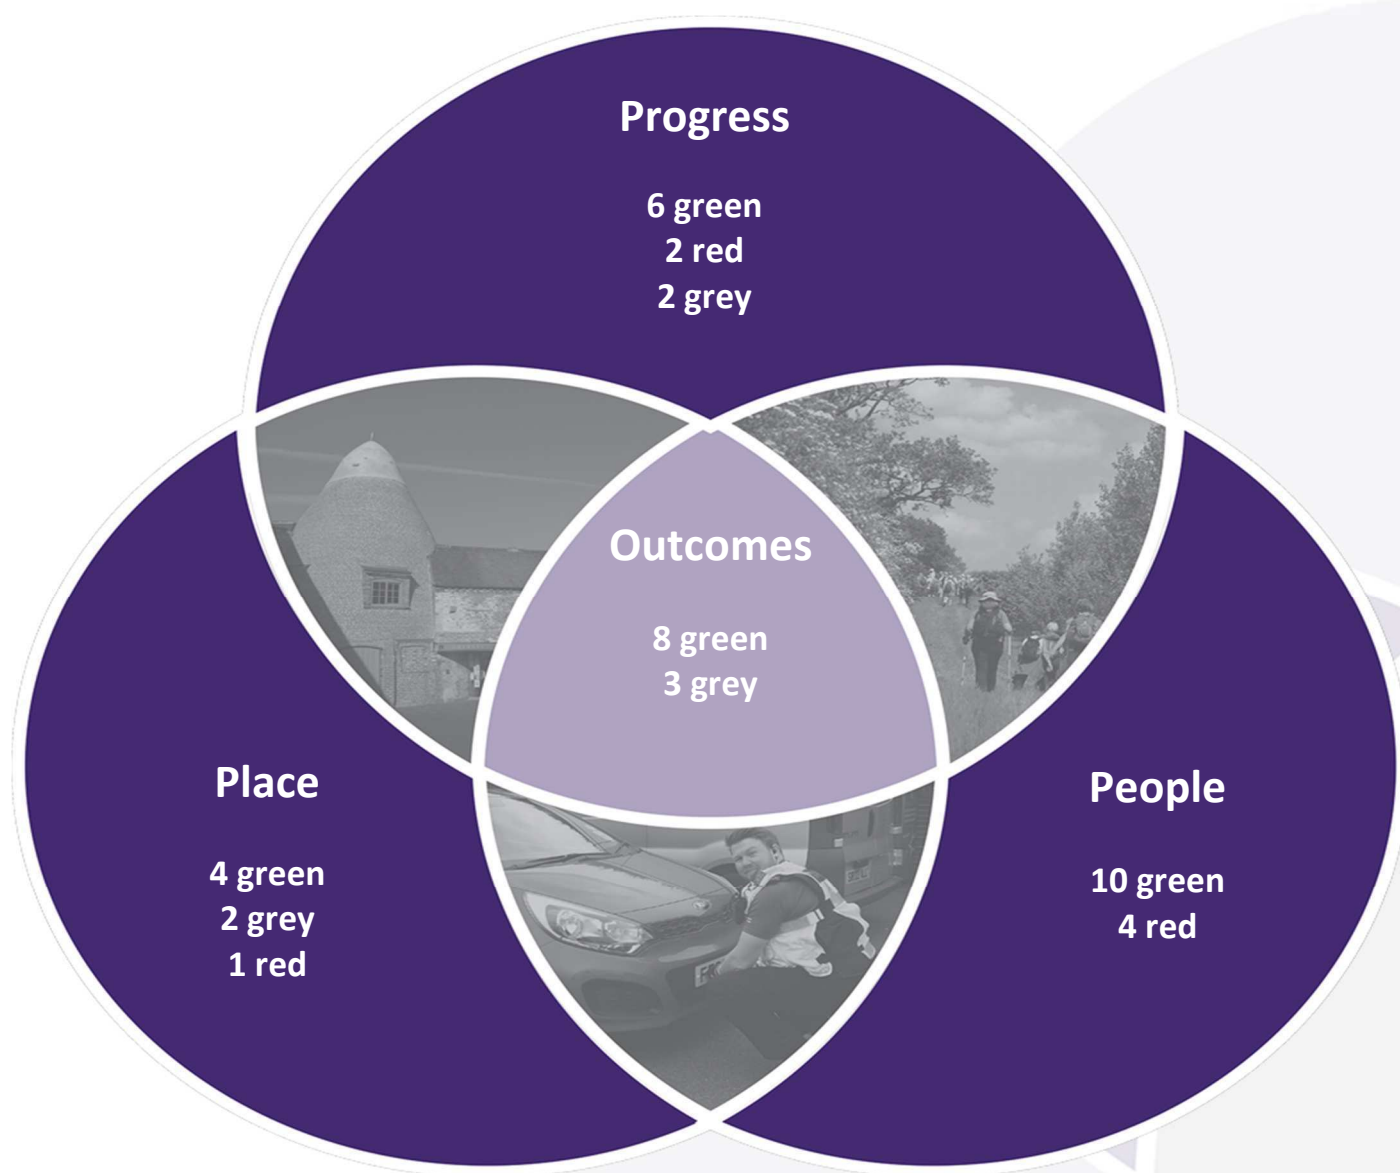 Progress
6 green
2 red
2 grey
Outcomes
8 green
3 grey
Place
4 green
2 grey
1 red
People
10 green
4 red